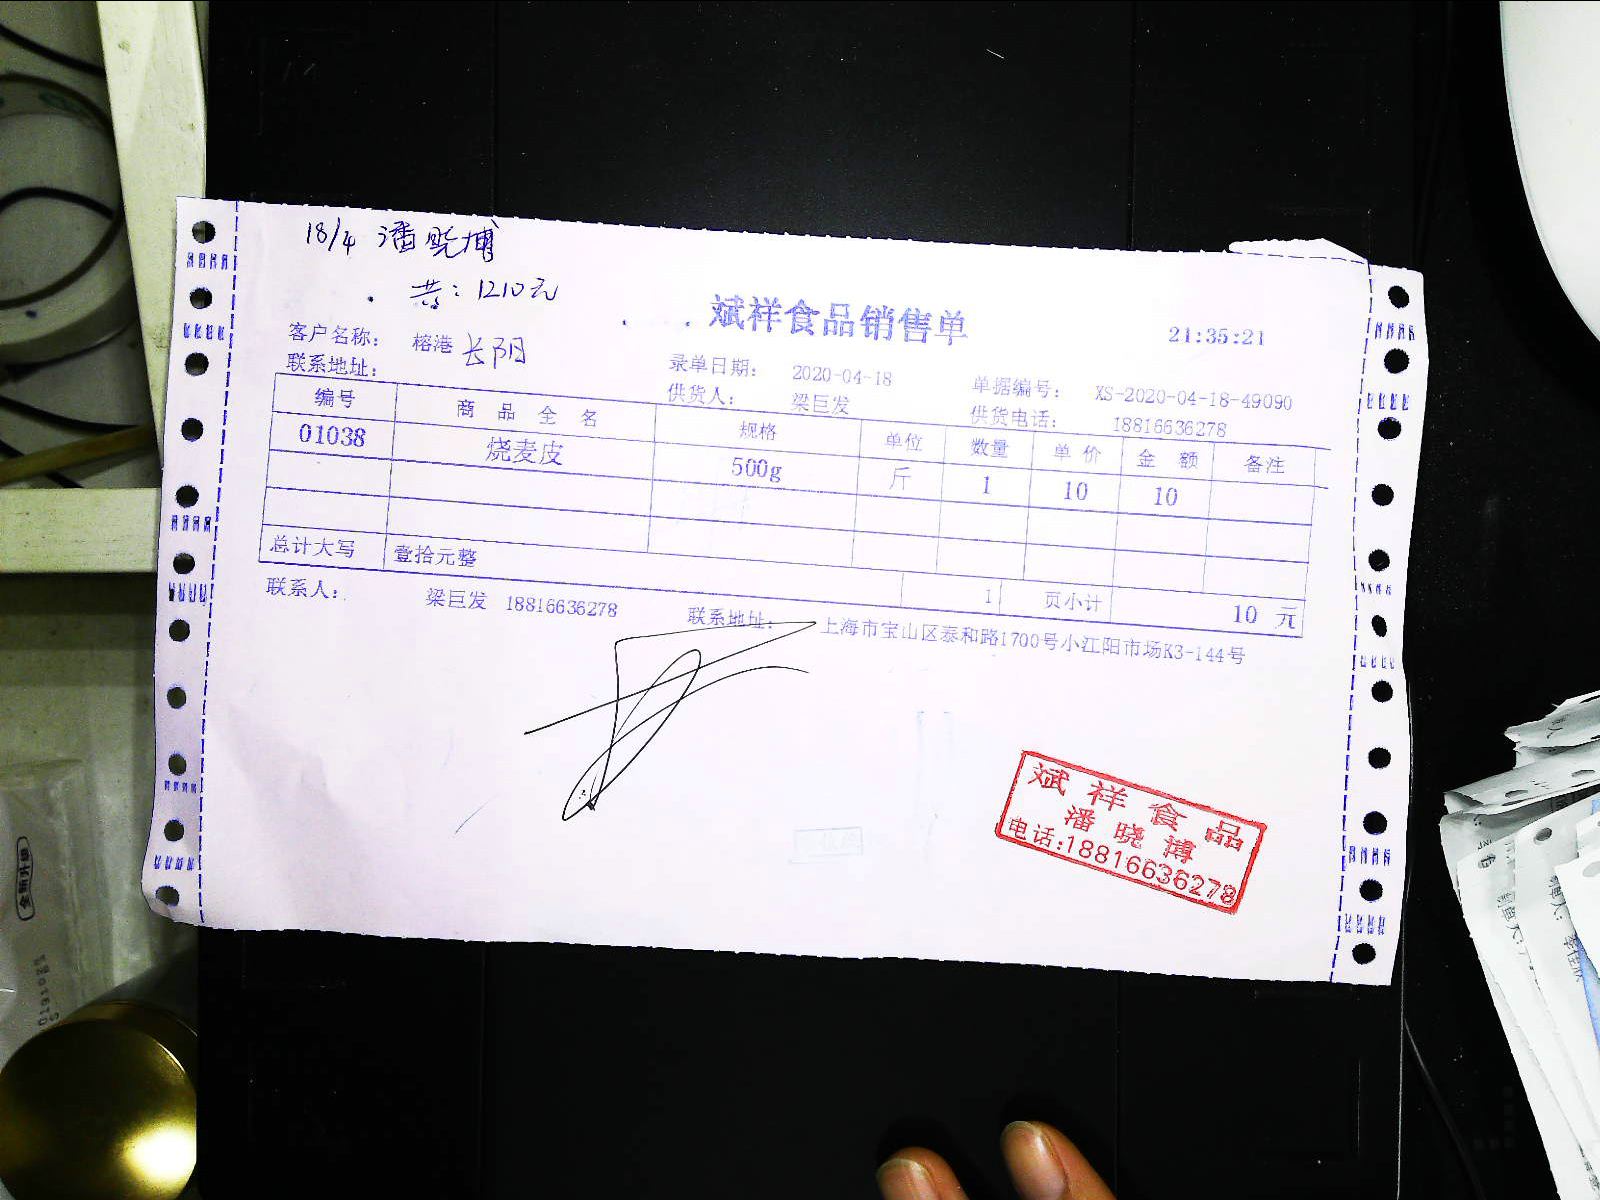 18/4 潘晓博
共：1210元
斌祥食品销售单
21:35:21
客户名称： 榕港 长阳
录单日期： 2020-04-18
单据编号： XS-2020-04-18-49090
联系地址：
供货人： 梁巨发
供货电话： 18816636278
编号 商品全名 规格 单位 数量 单价 金额 备注
01038 烧麦皮 500g 斤 1 10 10
总计大写 壹拾元整
1 页小计 10 元
联系人： 梁巨发 18816636278 联系地址： 上海市宝山区泰和路1700号小江阳市场K3-144号
斌祥食品
潘晓博
电话:18816636278
全新升级